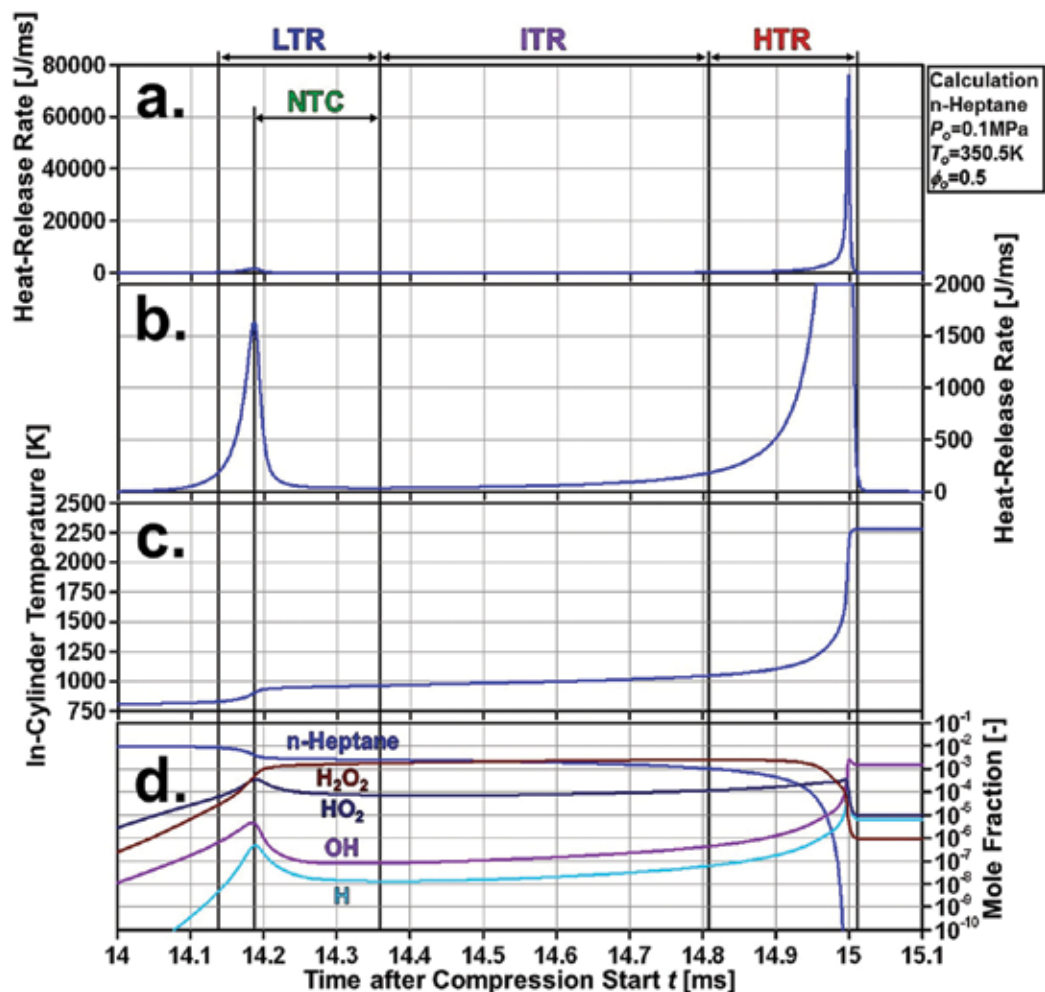 LTR
ITR
HTR
NTC
a.
Heat-Release Rate [J/ms]
80000
60000
40000
20000
0
Calculation
n-Heptane
Pₒ=0.1MPa
Tₒ=350.5K
ϕₒ=0.5
b.
Heat-Release Rate [J/ms]
2000
1500
1000
500
0
c.
In-Cylinder Temperature [K]
2500
2250
2000
1750
1500
1250
1000
750
d.
n-Heptane
H₂O₂
HO₂
OH
H
Mole Fraction [-]
10⁻¹
10⁻²
10⁻³
10⁻⁴
10⁻⁵
10⁻⁶
10⁻⁷
10⁻⁸
10⁻⁹
10⁻¹⁰
14 14.1 14.2 14.3 14.4 14.5 14.6 14.7 14.8 14.9 15 15.1
Time after Compression Start t [ms]